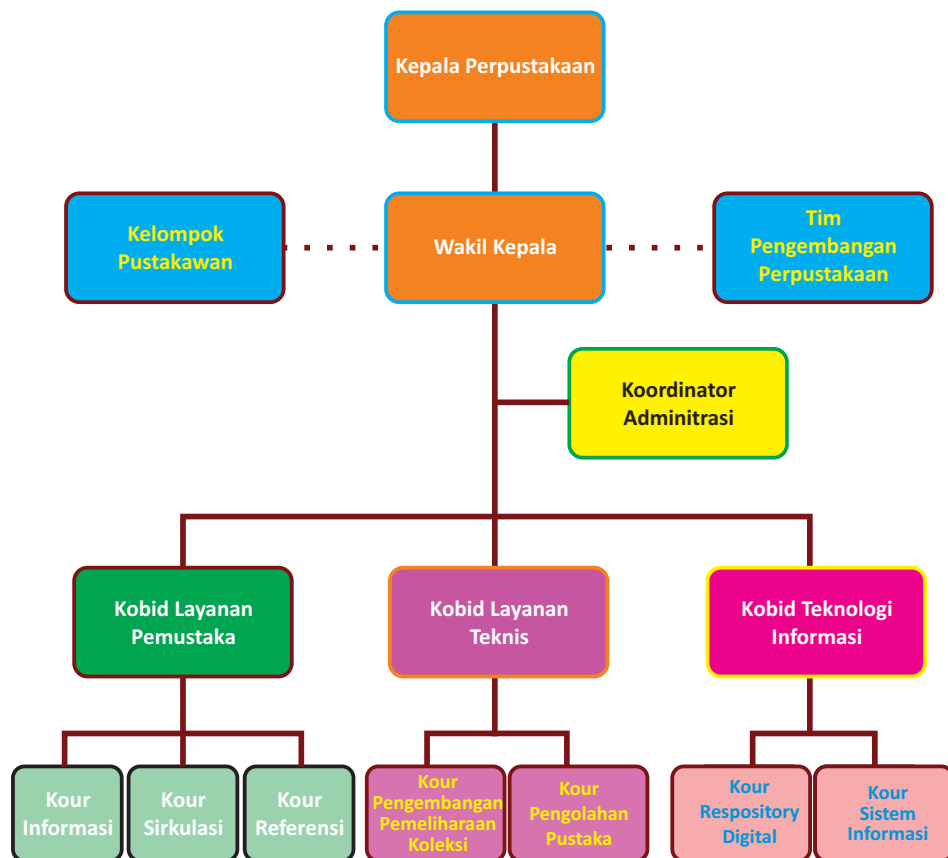 Kepala Perpustakaan
Kelompok
Pustakawan
Wakil Kepala
Tim
Pengembangan
Perpustakaan
Koordinator
Adminitrasi
Kobid Layanan
Pemustaka
Kobid Layanan
Teknis
Kobid Teknologi
Informasi
Kour
Informasi
Kour
Sirkulasi
Kour
Referensi
Kour
Pengembangan
Pemeliharaan
Koleksi
Kour
Pengolahan
Pustaka
Kour
Respository
Digital
Kour
Sistem
Informasi